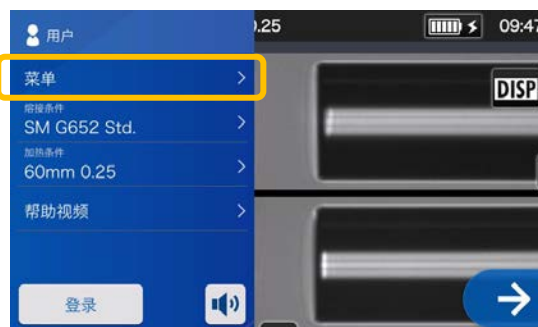 用户
.25
09:47
菜单
DISP
熔接条件
SM G652 Std.
加热条件
60mm 0.25
帮助视频
登录